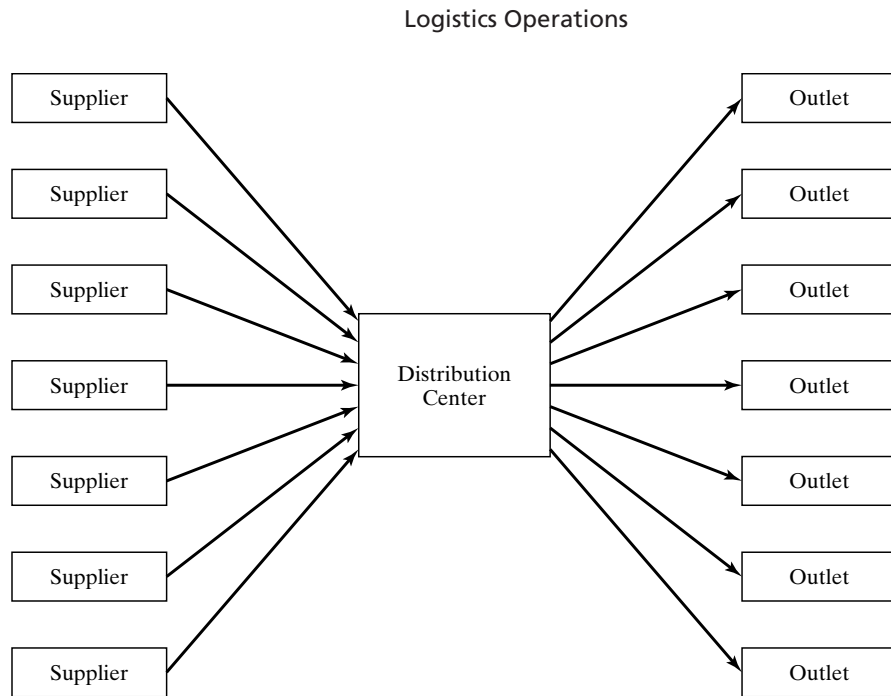 Logistics Operations
Supplier
Supplier
Supplier
Supplier
Supplier
Supplier
Supplier
Distribution
Center
Outlet
Outlet
Outlet
Outlet
Outlet
Outlet
Outlet